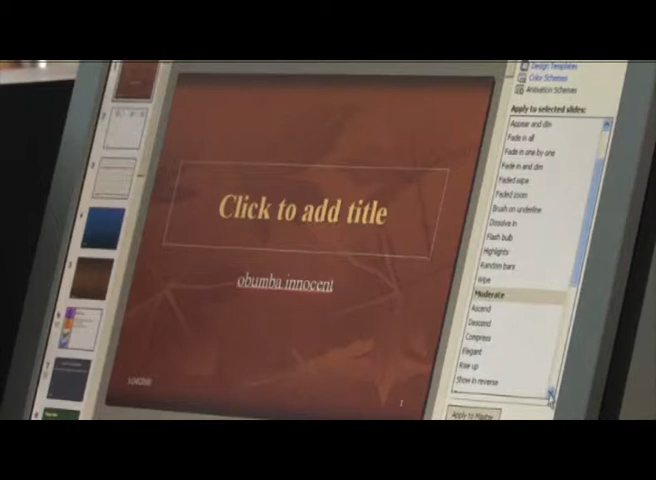 Design Templates
Color Schemes
Animation Schemes
Apply to selected slides:
Appear and dim
Fade in all
Fade in one by one
Fade in and dim
Faded wipe
Faded zoom
Brush on underline
Dissolve in
Flash bulb
Highlights
Random bars
Wipe
Moderate
Ascend
Descend
Compress
Elegant
Rise up
Show in reverse
Apply to Master
Click to add title
obumba innocent
1